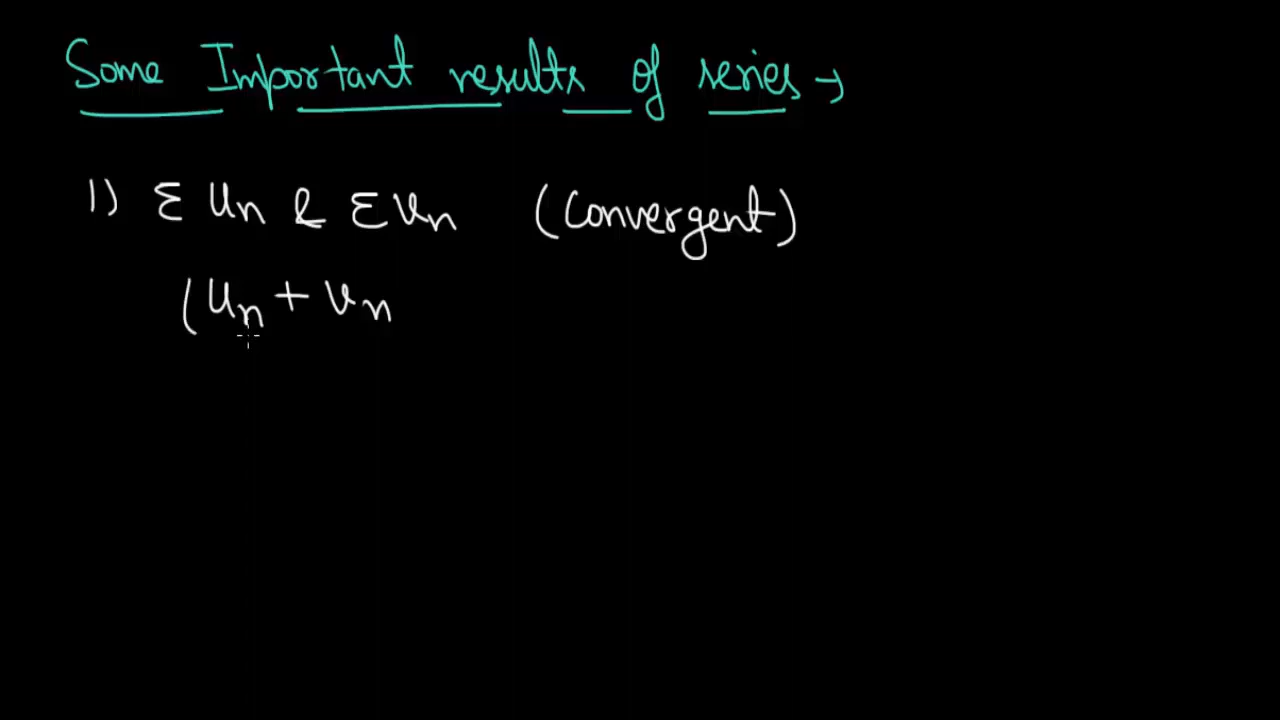 Some Important results of series →
1) Σ un & Σ vn (Convergent)
(un + vn